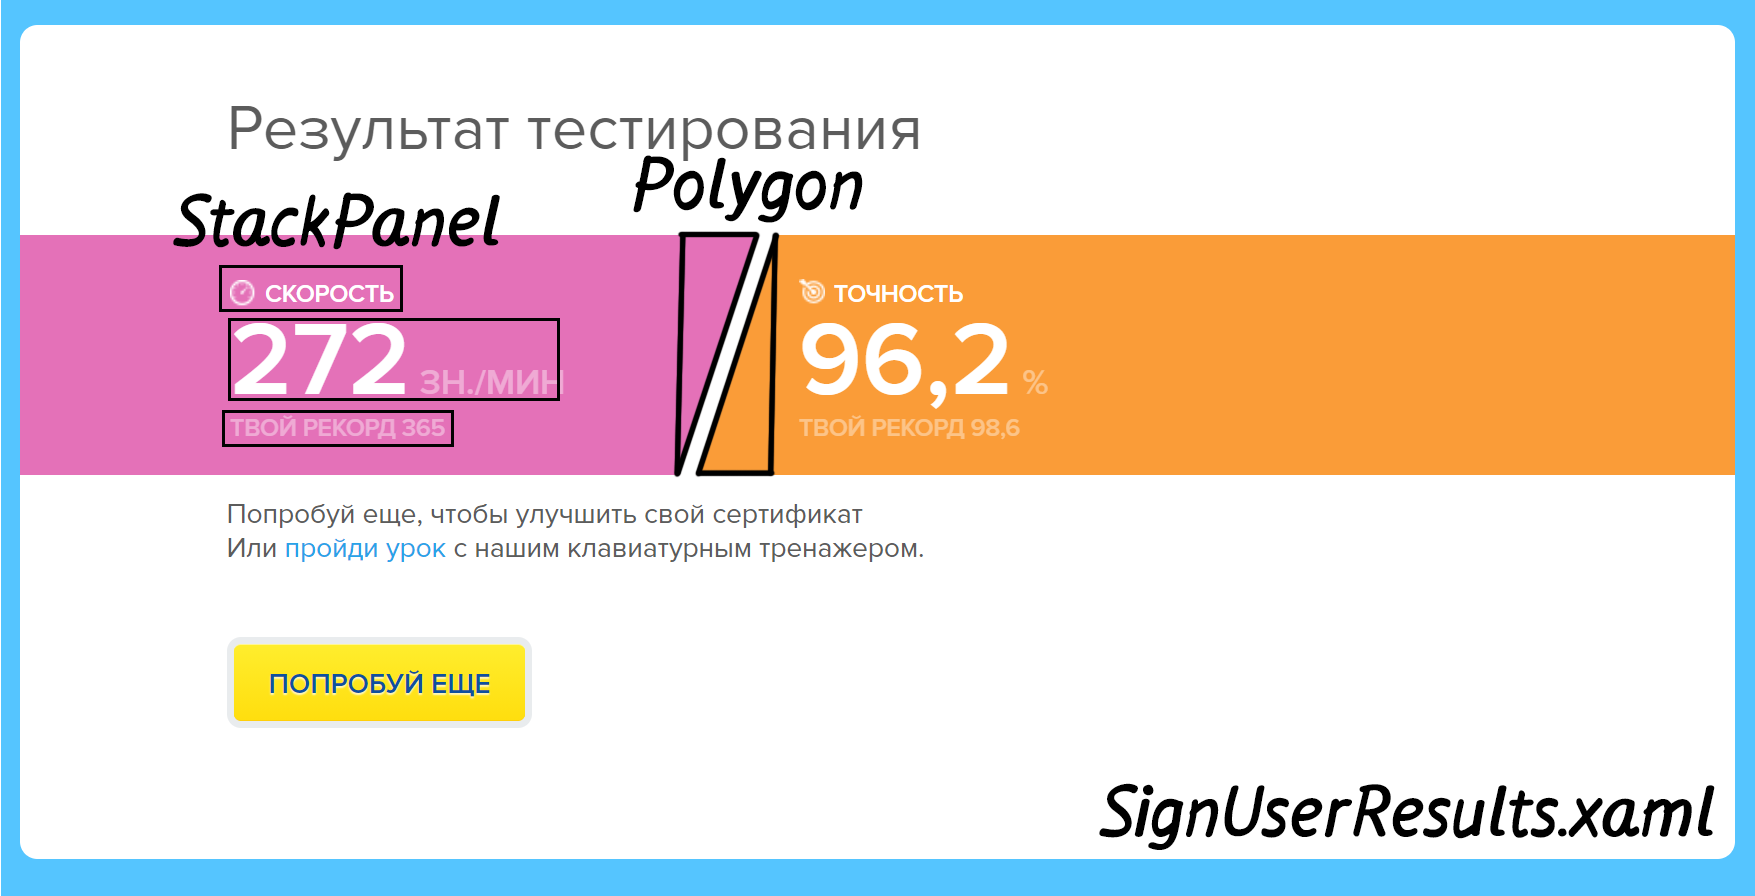 Результат тестирования
Polygon
StackPanel
СКОРОСТЬ
272 ЗН./МИН
ТВОЙ РЕКОРД 365
ТОЧНОСТЬ
96,2 %
ТВОЙ РЕКОРД 98,6
Попробуй еще, чтобы улучшить свой сертификат
Или пройди урок с нашим клавиатурным тренажером.
ПОПРОБУЙ ЕЩЕ
SignUserResults.xaml